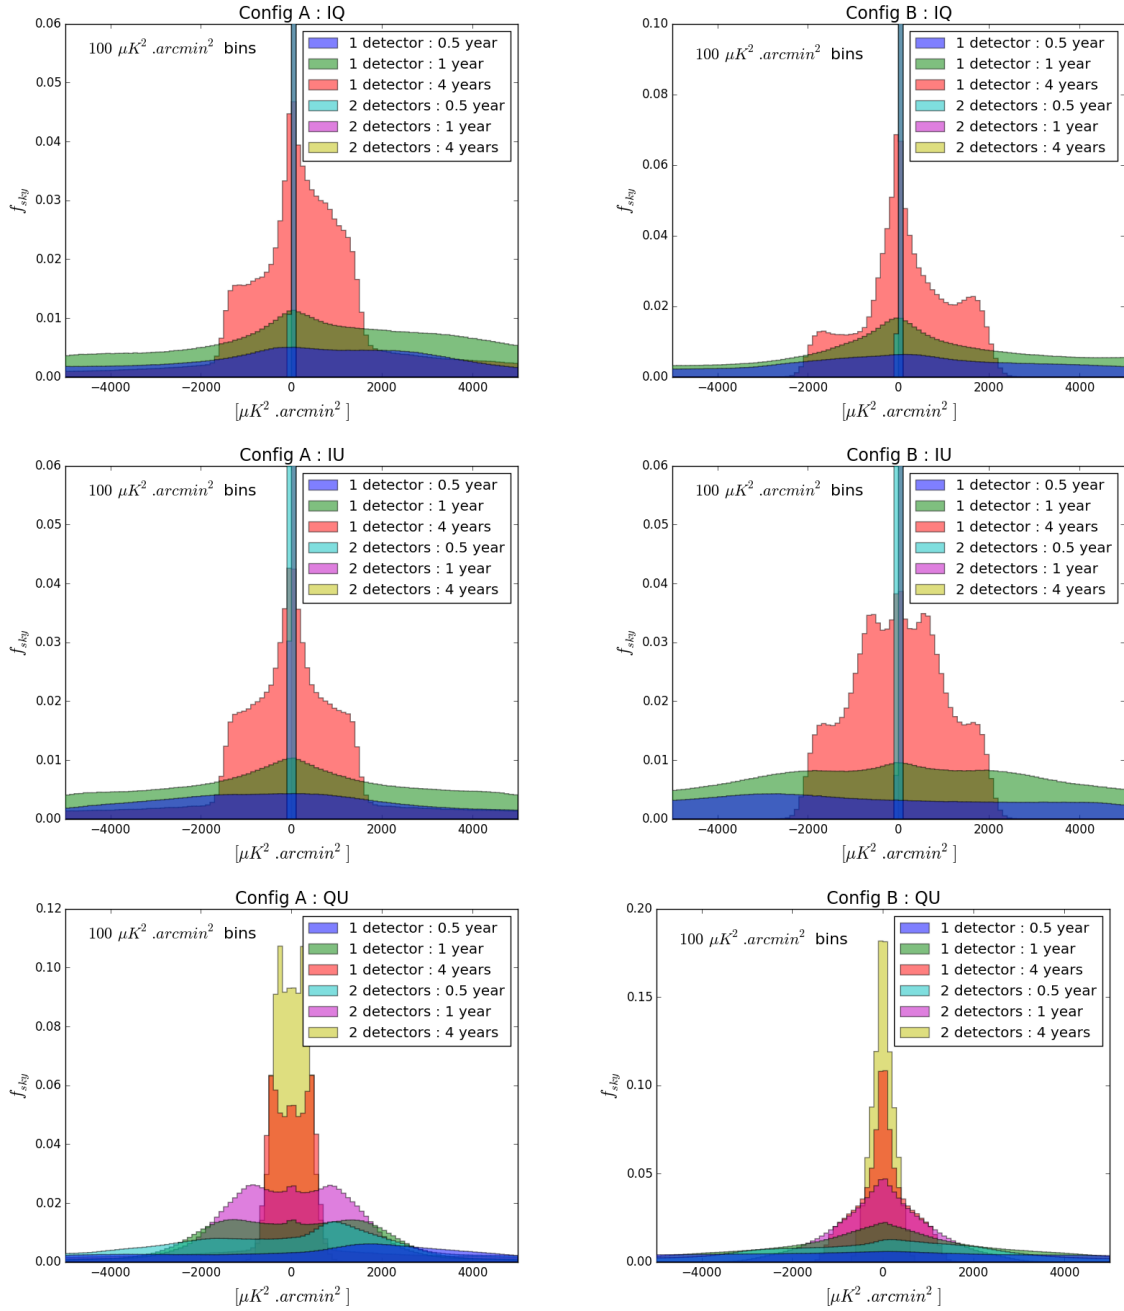 Config A : IQ
100 μK² .arcmin² bins
1 detector : 0.5 year
1 detector : 1 year
1 detector : 4 years
2 detectors : 0.5 year
2 detectors : 1 year
2 detectors : 4 years
0.06
0.05
0.04
0.03
0.02
0.01
0.00
f_sky
−4000 −2000 0 2000 4000
[μK² .arcmin² ]
Config B : IQ
100 μK² .arcmin² bins
1 detector : 0.5 year
1 detector : 1 year
1 detector : 4 years
2 detectors : 0.5 year
2 detectors : 1 year
2 detectors : 4 years
0.10
0.08
0.06
0.04
0.02
0.00
f_sky
−4000 −2000 0 2000 4000
[μK² .arcmin² ]
Config A : IU
100 μK² .arcmin² bins
1 detector : 0.5 year
1 detector : 1 year
1 detector : 4 years
2 detectors : 0.5 year
2 detectors : 1 year
2 detectors : 4 years
0.06
0.05
0.04
0.03
0.02
0.01
0.00
f_sky
−4000 −2000 0 2000 4000
[μK² .arcmin² ]
Config B : IU
100 μK² .arcmin² bins
1 detector : 0.5 year
1 detector : 1 year
1 detector : 4 years
2 detectors : 0.5 year
2 detectors : 1 year
2 detectors : 4 years
0.06
0.05
0.04
0.03
0.02
0.01
0.00
f_sky
−4000 −2000 0 2000 4000
[μK² .arcmin² ]
Config A : QU
100 μK² .arcmin² bins
1 detector : 0.5 year
1 detector : 1 year
1 detector : 4 years
2 detectors : 0.5 year
2 detectors : 1 year
2 detectors : 4 years
0.12
0.10
0.08
0.06
0.04
0.02
0.00
f_sky
−4000 −2000 0 2000 4000
[μK² .arcmin² ]
Config B : QU
100 μK² .arcmin² bins
1 detector : 0.5 year
1 detector : 1 year
1 detector : 4 years
2 detectors : 0.5 year
2 detectors : 1 year
2 detectors : 4 years
0.20
0.15
0.10
0.05
0.00
f_sky
−4000 −2000 0 2000 4000
[μK² .arcmin² ]